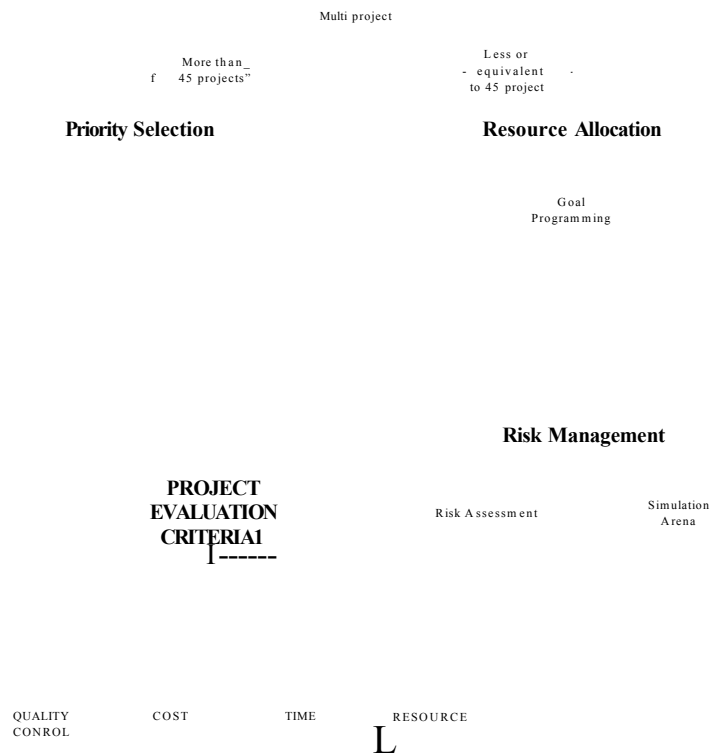 Multi project
More than_
f 45 projects”
Less or
- equivalent -
to 45 project
Priority Selection
Resource Allocation
Goal
Programming
Risk Management
PROJECT
EVALUATION
CRITERIA1
I------
Risk Assessment
Simulation
Arena
QUALITY
CONROL
COST
TIME
RESOURCE
L